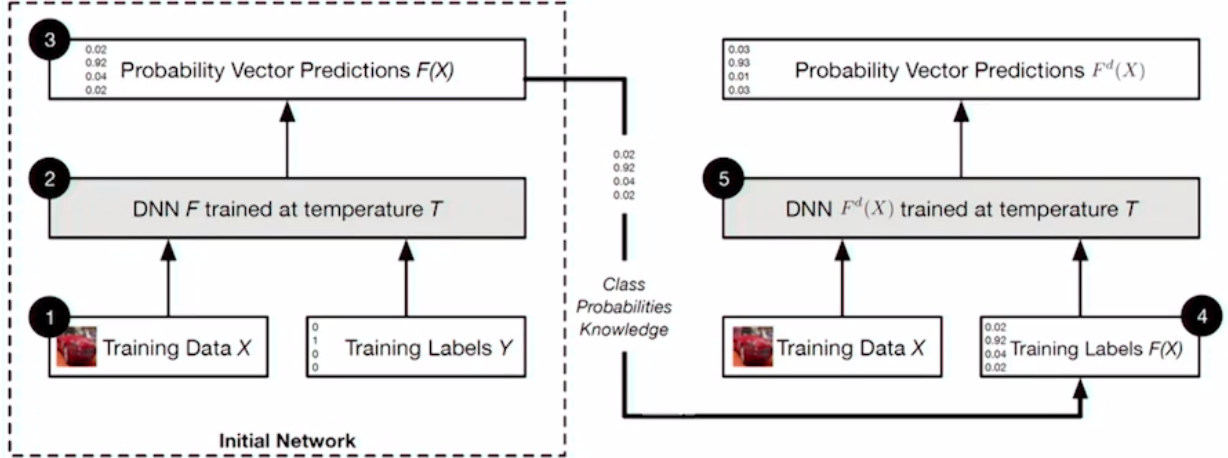 3
0.02
0.92
0.04
0.02
Probability Vector Predictions F(X)
2
DNN F trained at temperature T
1
Training Data X
0
1
0
0
Training Labels Y
Initial Network
0.02
0.92
0.04
0.02
Class
Probabilities
Knowledge
0.03
0.93
0.01
0.03
Probability Vector Predictions F^d(X)
5
DNN F^d(X) trained at temperature T
Training Data X
4
0.02
0.92
0.04
0.02
Training Labels F(X)